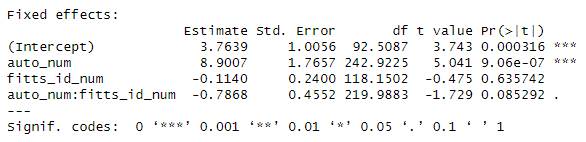 Fixed effects:
Estimate Std. Error df t value Pr(>|t|)
(Intercept) 3.7639 1.0056 92.5087 3.743 0.000316 ***
auto_num 8.9007 1.7657 242.9225 5.041 9.06e-07 ***
fitts_id_num -0.1140 0.2400 118.1502 -0.475 0.635742
auto_num:fitts_id_num -0.7868 0.4552 219.9883 -1.729 0.085292 .
---
Signif. codes: 0 ‘***’ 0.001 ‘**’ 0.01 ‘*’ 0.05 ‘.’ 0.1 ‘ ’ 1